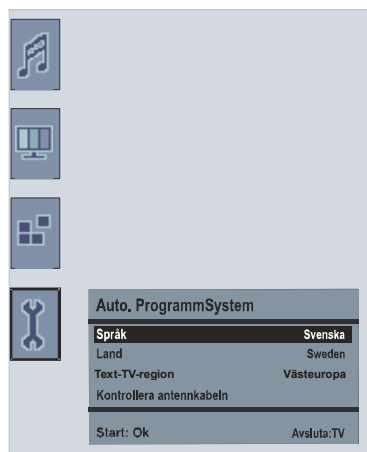 Auto. ProgrammSystem
Språk Svenska
Land Sweden
Text-TV-region Västeuropa
Kontrollera antennkabeln
Start: Ok Avsluta:TV